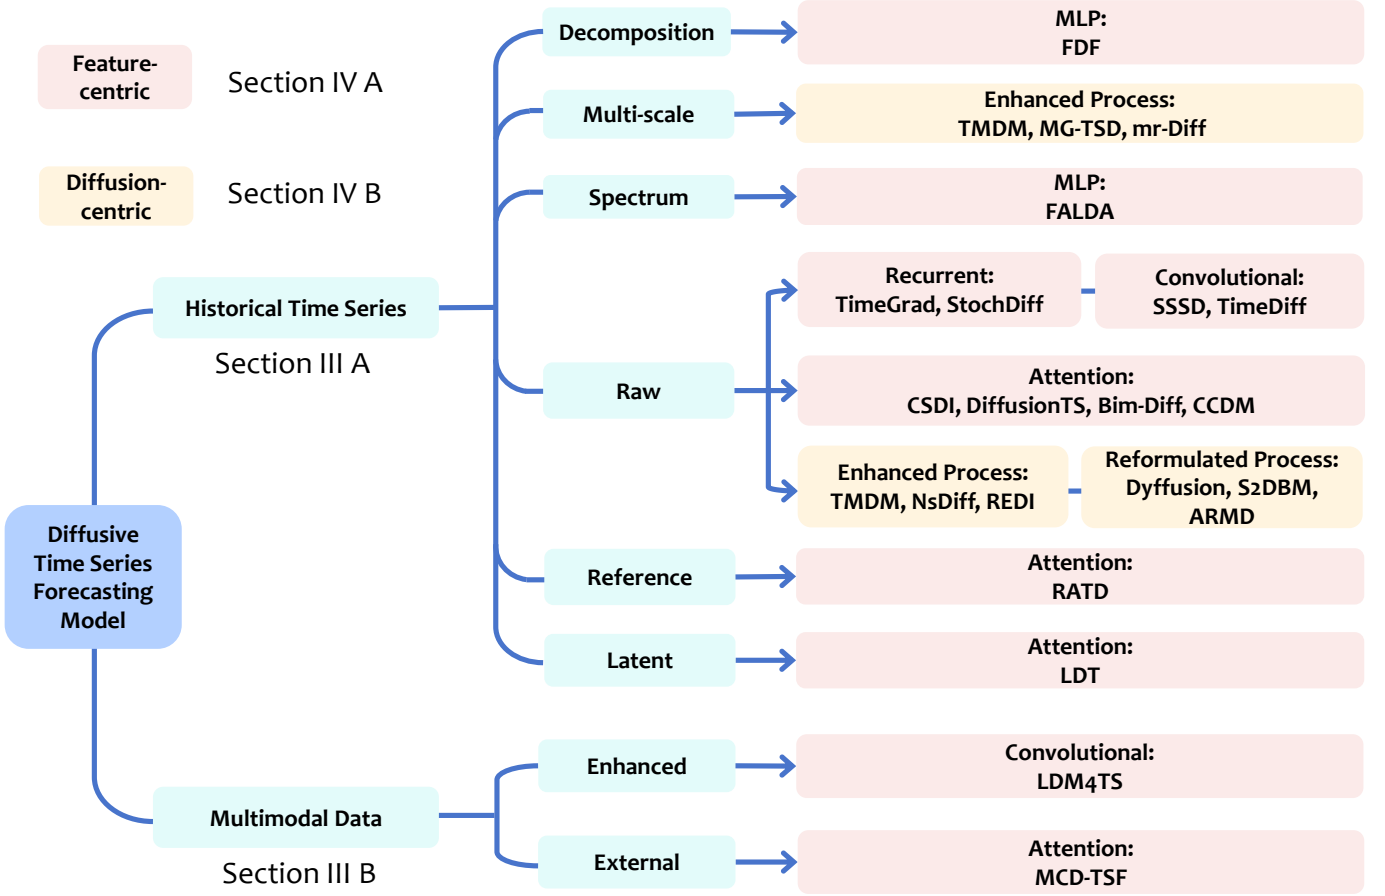 Feature-
centric
Section IV A
Diffusion-
centric
Section IV B
Diffusive
Time Series
Forecasting
Model
Historical Time Series
Section III A
Decomposition
MLP:
FDF
Multi-scale
Enhanced Process:
TMDM, MG-TSD, mr-Diff
Spectrum
MLP:
FALDA
Raw
Recurrent:
TimeGrad, StochDiff
Convolutional:
SSSD, TimeDiff
Attention:
CSDI, DiffusionTS, Bim-Diff, CCDM
Enhanced Process:
TMDM, NsDiff, REDI
Reformulated Process:
Dyffusion, S2DBM,
ARMD
Reference
Attention:
RATD
Latent
Attention:
LDT
Multimodal Data
Section III B
Enhanced
Convolutional:
LDM4TS
External
Attention:
MCD-TSF